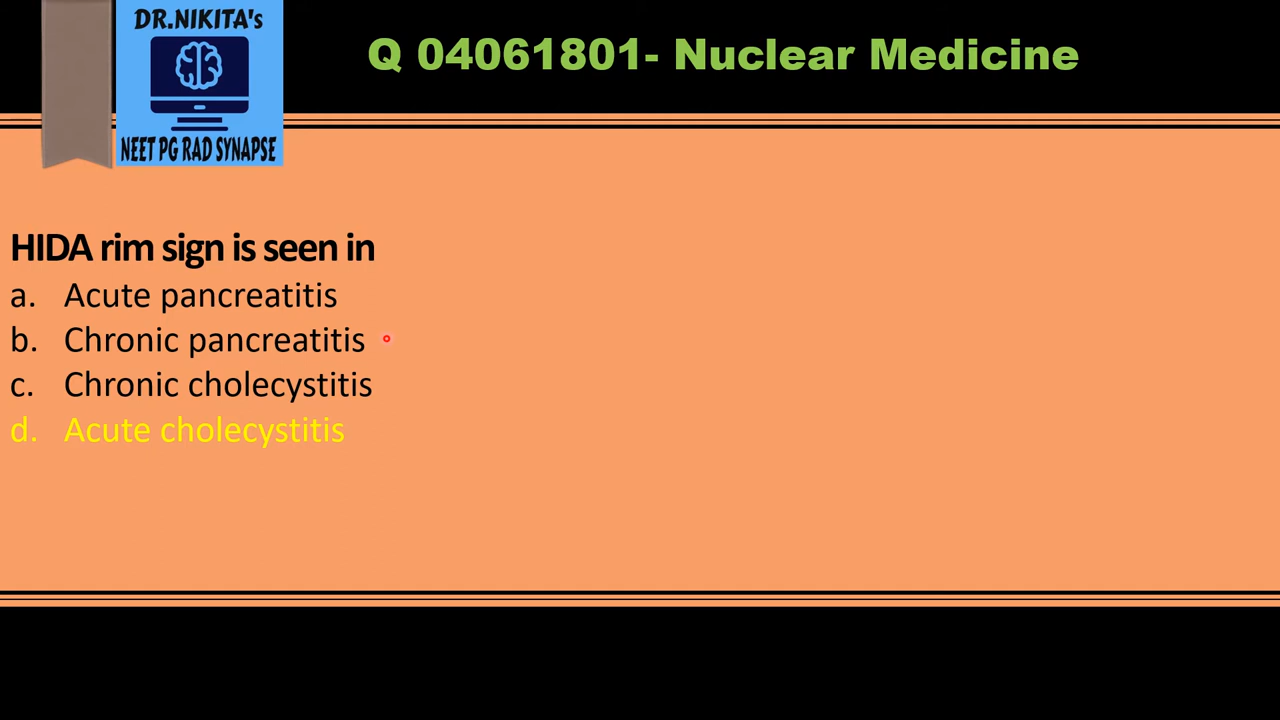 DR.NIKITA's
NEET PG RAD SYNAPSE
Q 04061801- Nuclear Medicine
HIDA rim sign is seen in
a. Acute pancreatitis
b. Chronic pancreatitis
c. Chronic cholecystitis
d. Acute cholecystitis